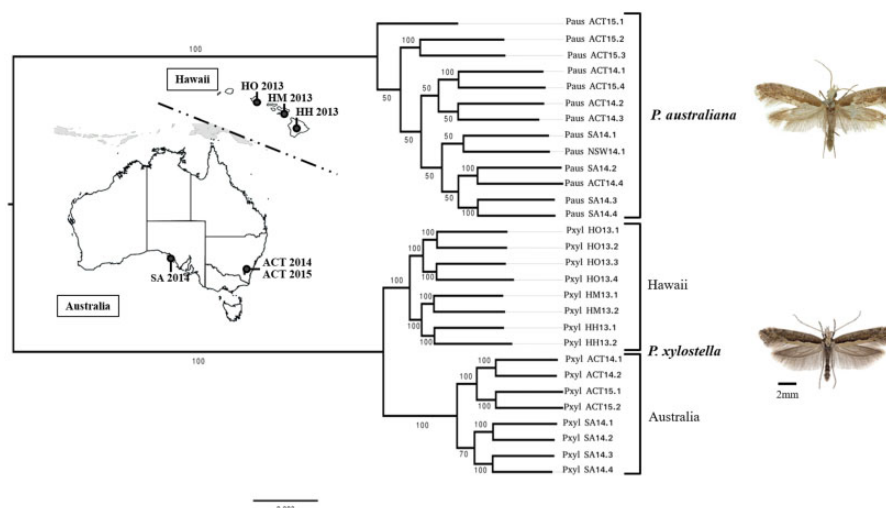 100
Hawaii
HO 2013
HM 2013
HH 2013
SA 2014
ACT 2014
ACT 2015
Australia
100
50
50
50
50
50
50
50
100
100
Paus ACT15.1
Paus ACT15.2
Paus ACT15.3
Paus ACT14.1
Paus ACT15.4
Paus ACT14.2
Paus ACT14.3
Paus SA14.1
Paus NSW14.1
Paus SA14.2
Paus ACT14.4
Paus SA14.3
Paus SA14.4
P. australiana
100
100
100
100
100
100
100
Pxyl HO13.1
Pxyl HO13.2
Pxyl HO13.3
Pxyl HO13.4
Pxyl HM13.1
Pxyl HM13.2
Pxyl HH13.1
Pxyl HH13.2
Hawaii
P. xylostella
100
100
100
100
100
70
100
Pxyl ACT14.1
Pxyl ACT14.2
Pxyl ACT15.1
Pxyl ACT15.2
Pxyl SA14.1
Pxyl SA14.2
Pxyl SA14.3
Pxyl SA14.4
Australia
2mm